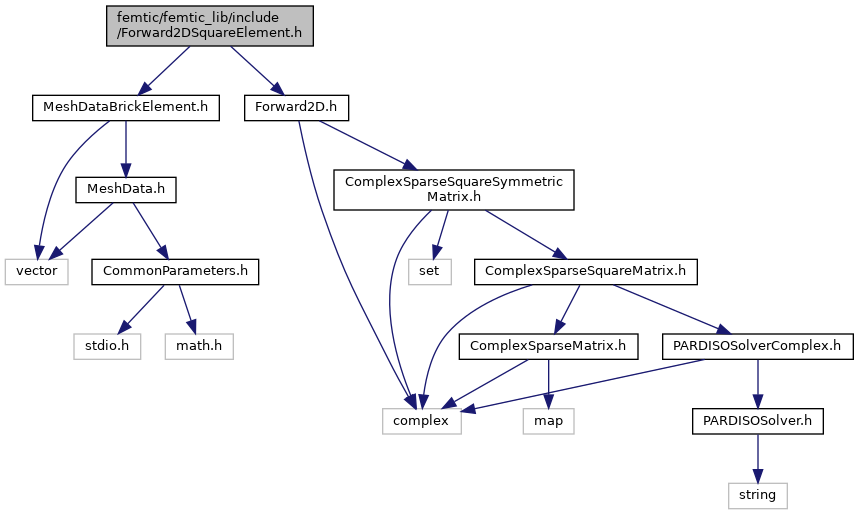 femtic/femtic_lib/include
/Forward2DSquareElement.h
MeshDataBrickElement.h
Forward2D.h
MeshData.h
ComplexSparseSquareSymmetric
Matrix.h
vector
CommonParameters.h
set
ComplexSparseSquareMatrix.h
stdio.h
math.h
ComplexSparseMatrix.h
PARDISOSolverComplex.h
complex
map
PARDISOSolver.h
string